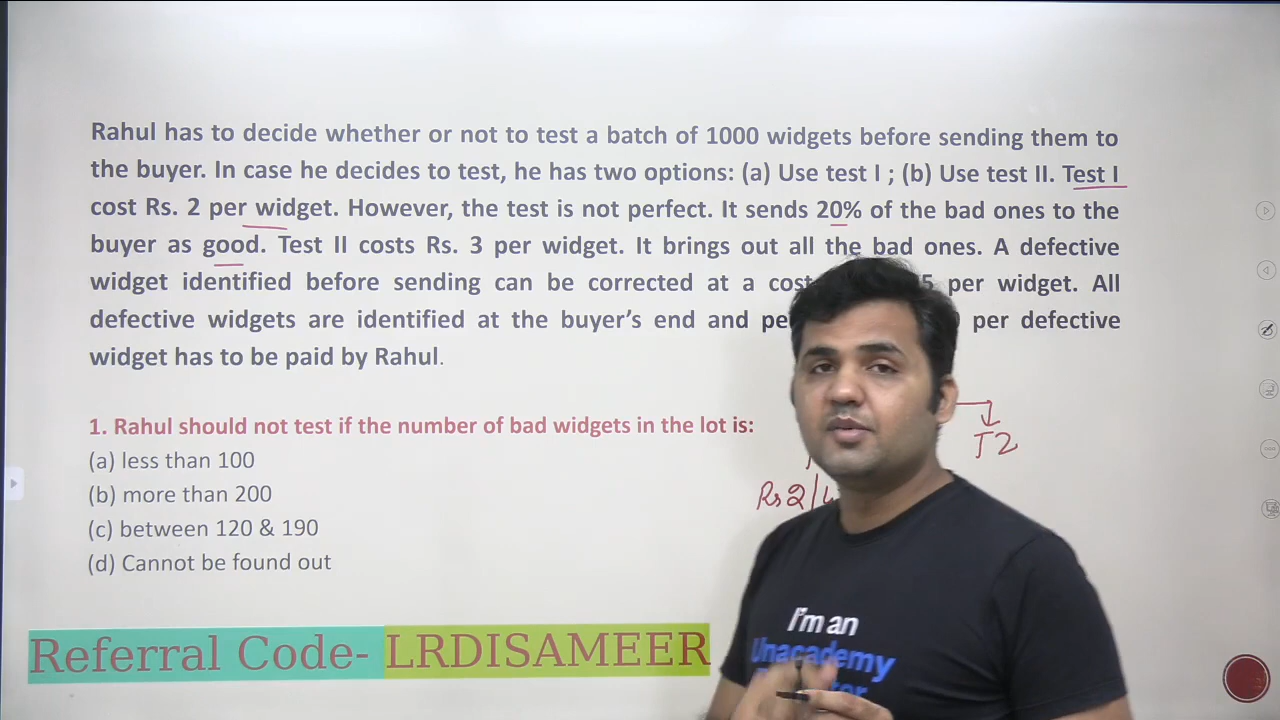 Rahul has to decide whether or not to test a batch of 1000 widgets before sending them to
the buyer. In case he decides to test, he has two options: (a) Use test I ; (b) Use test II. Test I
cost Rs. 2 per widget. However, the test is not perfect. It sends 20% of the bad ones to the
buyer as good. Test II costs Rs. 3 per widget. It brings out all the bad ones. A defective
widget identified before sending can be corrected at a cost per widget. All
defective widgets are identified at the buyer's end and per defective
widget has to be paid by Rahul.
1. Rahul should not test if the number of bad widgets in the lot is:
T2
(a) less than 100
(b) more than 200
Rs 2/
(c) between 120 & 190
(d) Cannot be found out
I'm an
Unacademy
Referral Code- LRDISAMEER